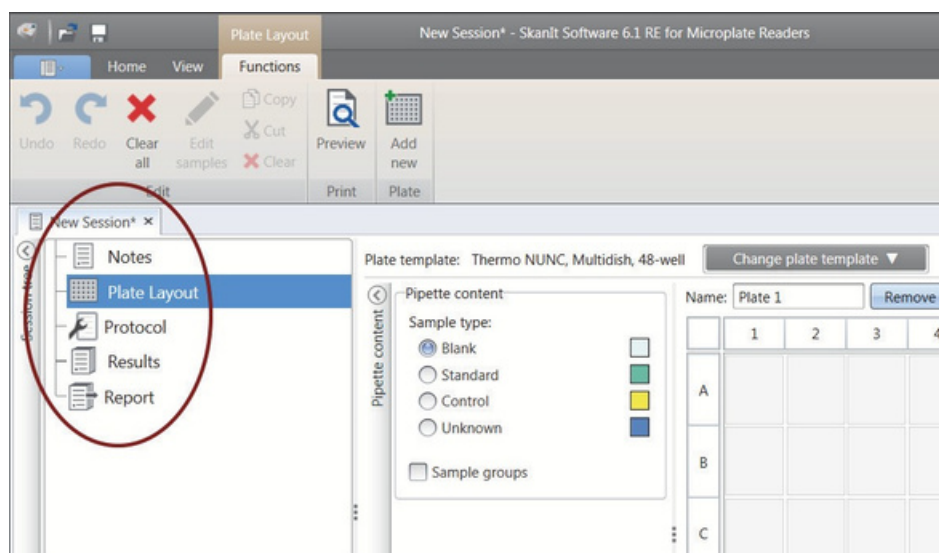 Plate Layout
New Session* - SkanIt Software 6.1 RE for Microplate Readers
Home View Functions
Undo Redo Clear all Edit samples Copy Cut Clear Preview Add new
Edit Print Plate
New Session* ×
Session tree
Notes
Plate Layout
Protocol
Results
Report
Plate template: Thermo NUNC, Multidish, 48-well Change plate template ▼
Pipette content
Pipette content
Sample type:
Blank
Standard
Control
Unknown
Sample groups
Name: Plate 1 Remove
1 2 3 4
A
B
C